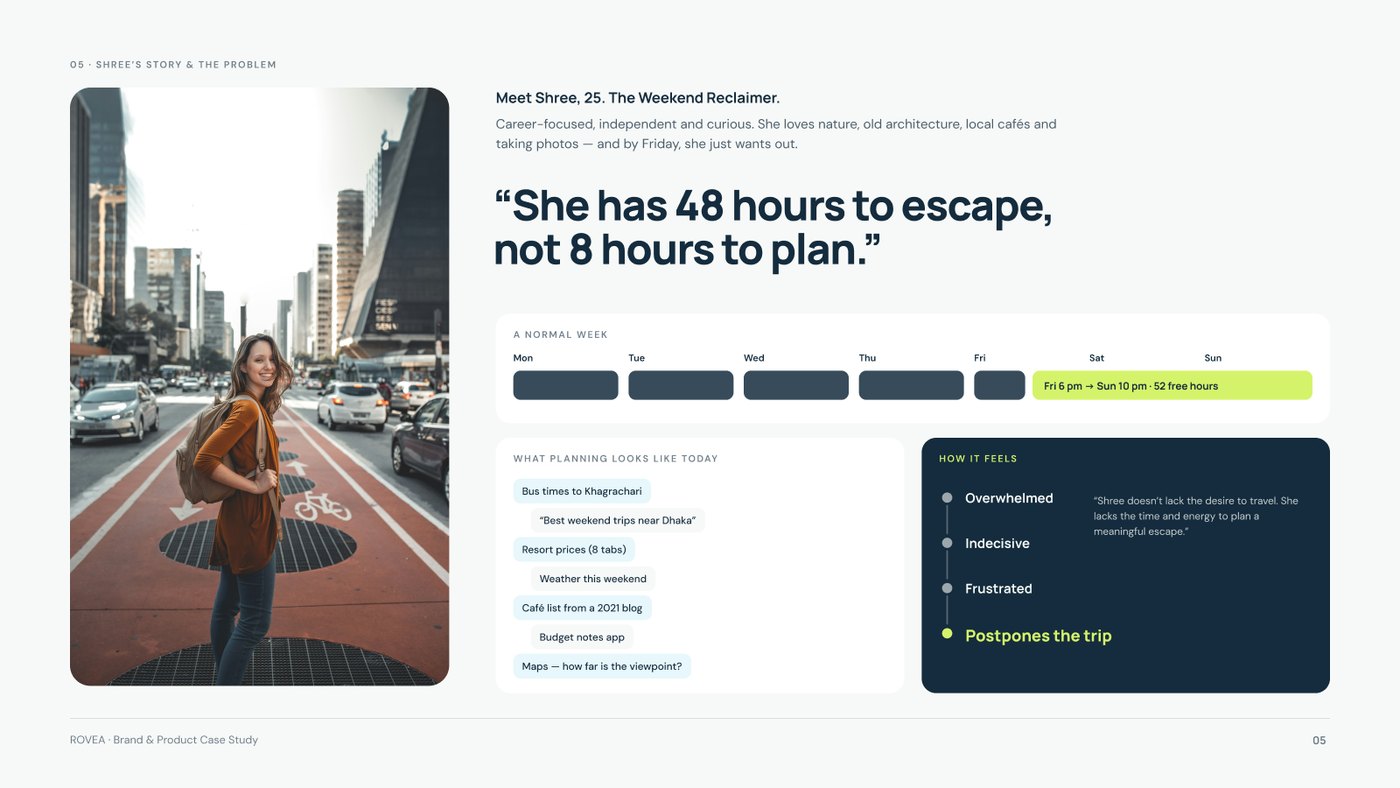 05 · SHREE’S STORY & THE PROBLEM
Meet Shree, 25. The Weekend Reclaimer.
Career-focused, independent and curious. She loves nature, old architecture, local cafés and
taking photos — and by Friday, she just wants out.
“She has 48 hours to escape,
not 8 hours to plan.”
A NORMAL WEEK
Mon Tue Wed Thu Fri Sat Sun
Fri 6 pm → Sun 10 pm · 52 free hours
WHAT PLANNING LOOKS LIKE TODAY
Bus times to Khagrachari
“Best weekend trips near Dhaka”
Resort prices (8 tabs)
Weather this weekend
Café list from a 2021 blog
Budget notes app
Maps — how far is the viewpoint?
HOW IT FEELS
Overwhelmed
Indecisive
Frustrated
Postpones the trip
“Shree doesn’t lack the desire to travel. She
lacks the time and energy to plan a
meaningful escape.”
ROVEA · Brand & Product Case Study
05